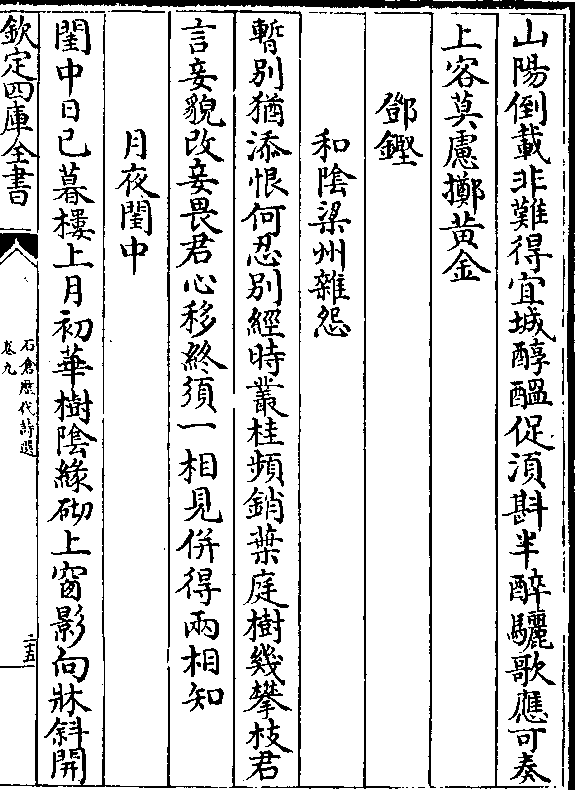 山陽倒載非難得宜城醇醖促須斟半醉驪歌應可奏
上客莫慮擲黄金
鄧鏗
和陰梁州雜怨
暫別猶添恨何忍別經時叢桂頻銷葉庭樹幾攀枝君
言妾貌改妾畏君心移終須一相見併得兩相知
月夜閨中
閨中日已暮樓上月初華樹陰緣砌上窗影向牀斜開
欽定四庫全書
石倉歷代詩選
卷九
二五